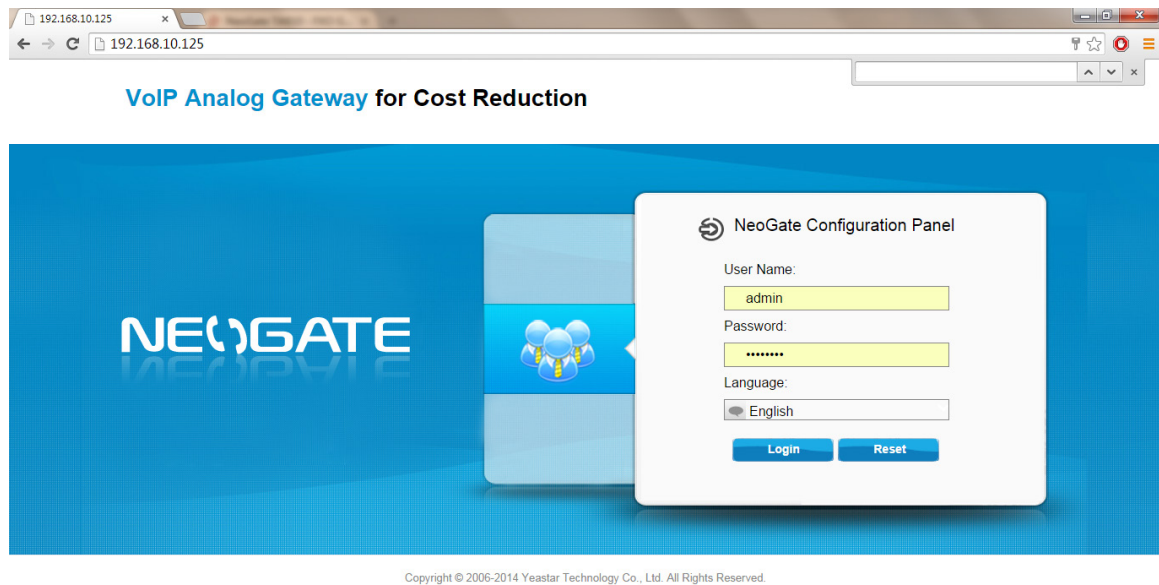 192.168.10.125
192.168.10.125
VoIP Analog Gateway for Cost Reduction
NEOGATE
NeoGate Configuration Panel
User Name:
admin
Password:
••••••••
Language:
English
Login Reset
Copyright © 2006-2014 Yeastar Technology Co., Ltd. All Rights Reserved.